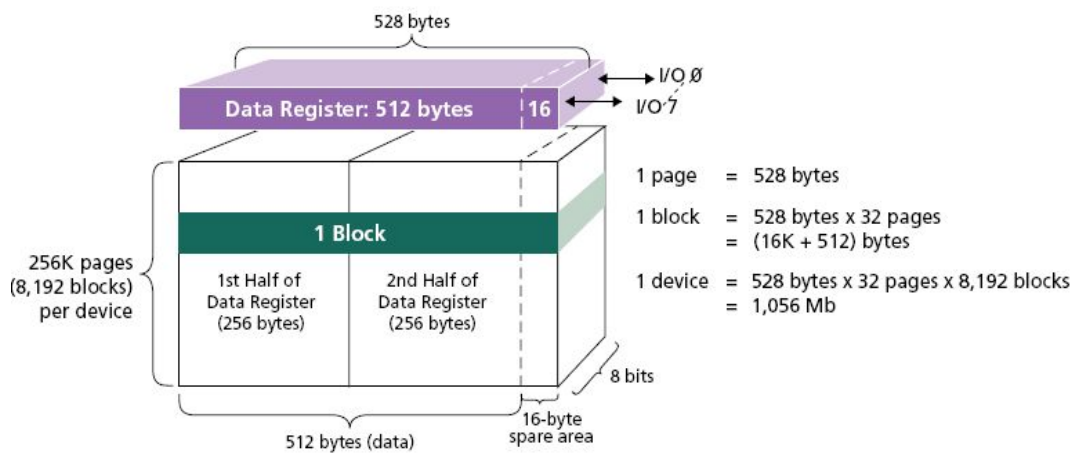 528 bytes
I/O 0
Data Register: 512 bytes 16
I/O 7
1 page = 528 bytes
1 block = 528 bytes x 32 pages
= (16K + 512) bytes
1 device = 528 bytes x 32 pages x 8,192 blocks
= 1,056 Mb
1 Block
256K pages
(8,192 blocks)
per device
1st Half of
Data Register
(256 bytes)
2nd Half of
Data Register
(256 bytes)
8 bits
512 bytes (data)
16-byte
spare area